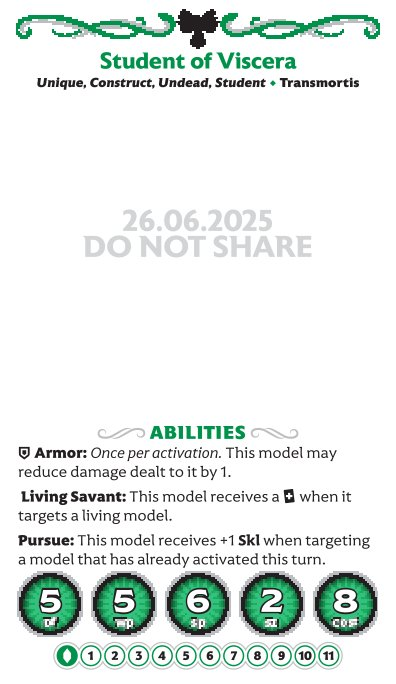 Student of Viscera
Unique, Construct, Undead, Student ✦ Transmortis
26.06.2025
DO NOT SHARE
ABILITIES
Armor: Once per activation. This model may
reduce damage dealt to it by 1.
Living Savant: This model receives a when it
targets a living model.
Pursue: This model receives +1 Skl when targeting
a model that has already activated this turn.
5 5 6 2 8
wp sp cost
1 2 3 4 5 6 7 8 9 10 11